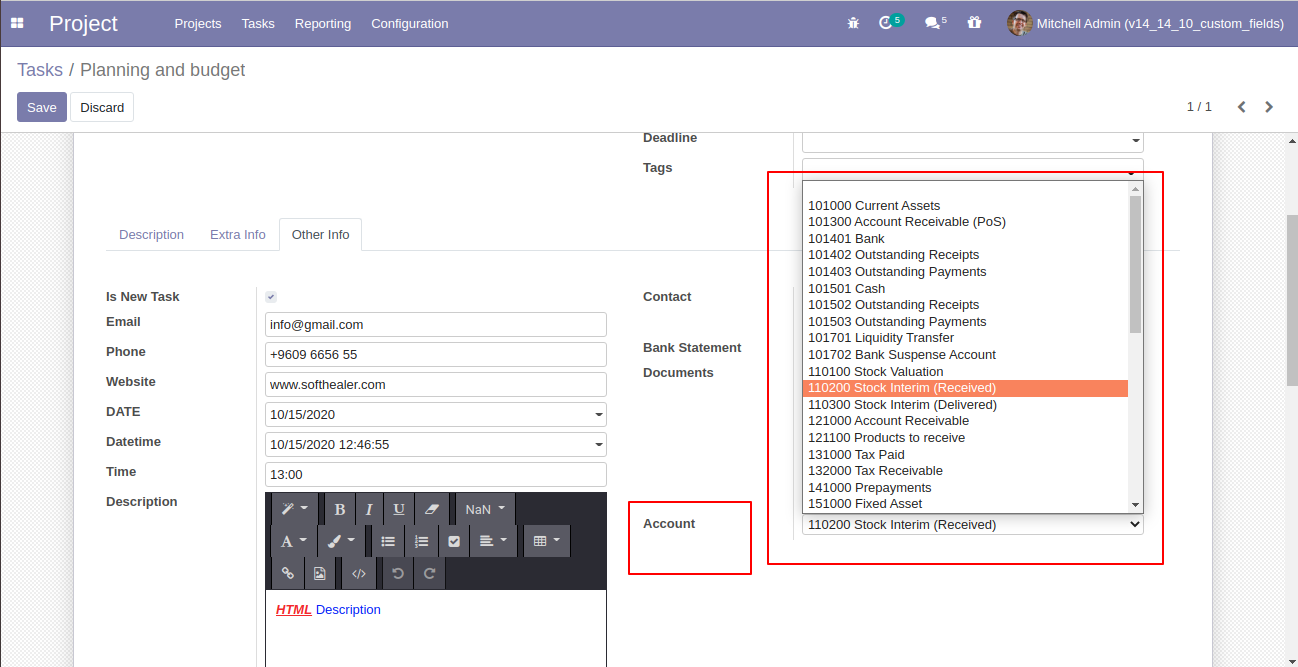 Project Projects Tasks Reporting Configuration 5 5 Mitchell Admin (v14_14_10_custom_fields)
Tasks / Planning and budget
Save Discard 1 / 1
Deadline
Tags
Description Extra Info Other Info
Is New Task
Email info@gmail.com
Phone +9609 6656 55
Website www.softhealer.com
DATE 10/15/2020
Datetime 10/15/2020 12:46:55
Time 13:00
Description
B I U NaN
A
</>
HTML Description
Contact
Bank Statement
Documents
101000 Current Assets
101300 Account Receivable (PoS)
101401 Bank
101402 Outstanding Receipts
101403 Outstanding Payments
101501 Cash
101502 Outstanding Receipts
101503 Outstanding Payments
101701 Liquidity Transfer
101702 Bank Suspense Account
110100 Stock Valuation
110200 Stock Interim (Received)
110300 Stock Interim (Delivered)
121000 Account Receivable
121100 Products to receive
131000 Tax Paid
132000 Tax Receivable
141000 Prepayments
151000 Fixed Asset
Account 110200 Stock Interim (Received)